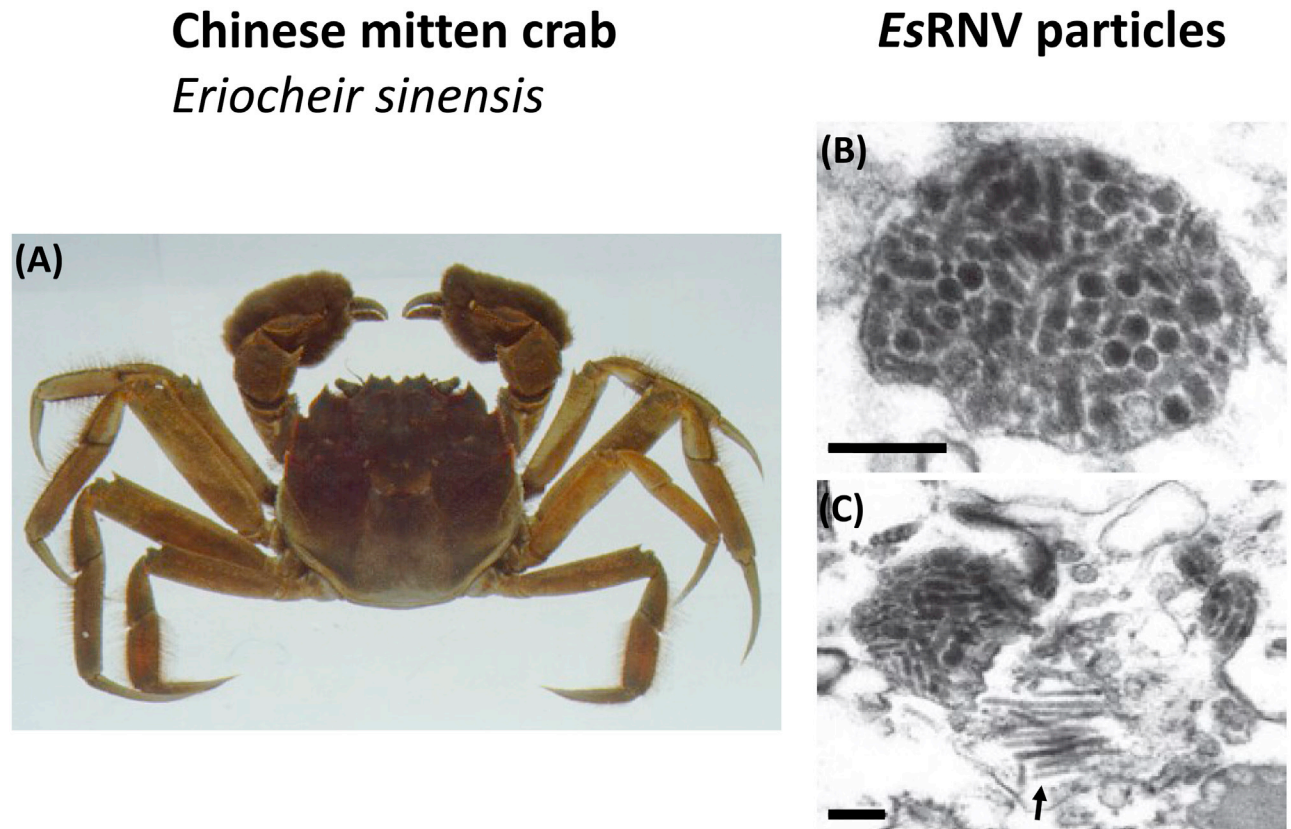 Chinese mitten crab
Eriocheir sinensis
EsRNV particles
(A)
(B)
(C)